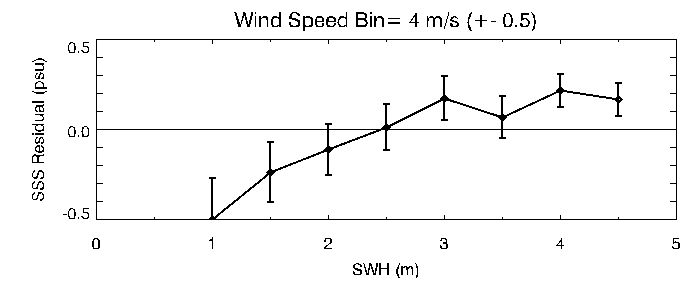 Wind Speed Bin= 4 m/s (+- 0.5)
0.5
0.0
-0.5
SSS Residual (psu)
0 1 2 3 4 5
SWH (m)